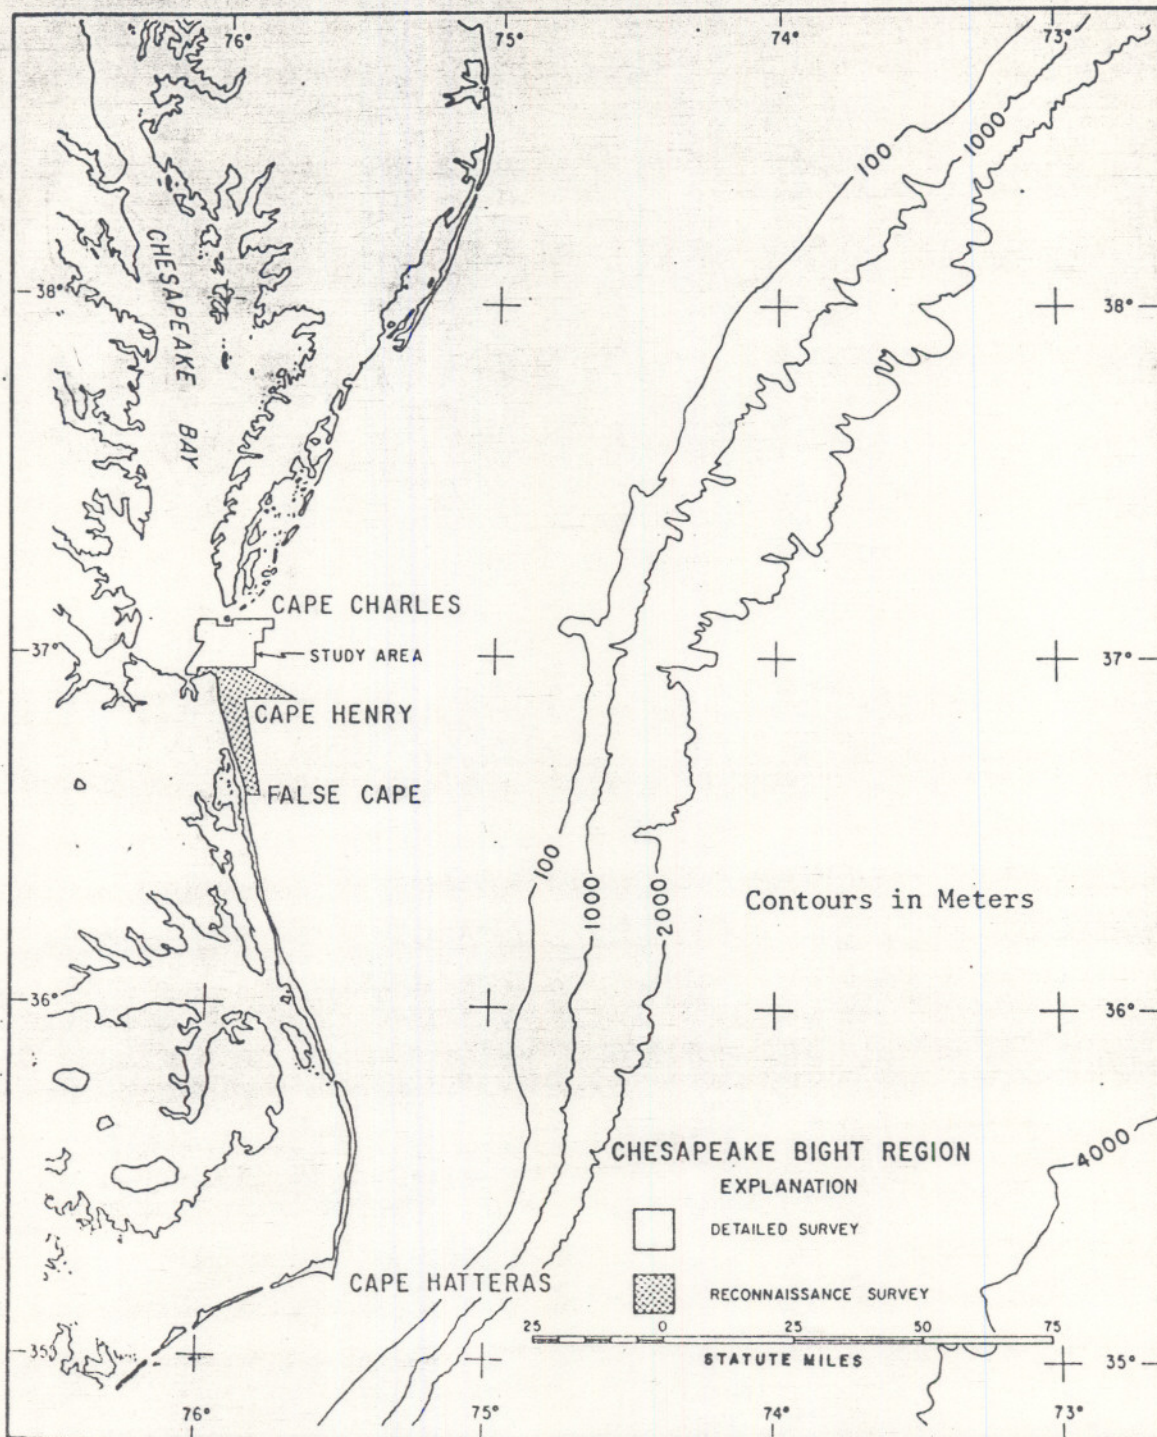 76° 75° 74° 73°
100
1000
CHESAPEAKE BAY
38° 38°
CAPE CHARLES
37° STUDY AREA 37°
CAPE HENRY
FALSE CAPE
100
1000
2000
Contours in Meters
36° 36°
4000
CHESAPEAKE BIGHT REGION
EXPLANATION
DETAILED SURVEY
CAPE HATTERAS
RECONNAISSANCE SURVEY
25 0 25 50 75
STATUTE MILES
35° 35°
76° 75° 74° 73°